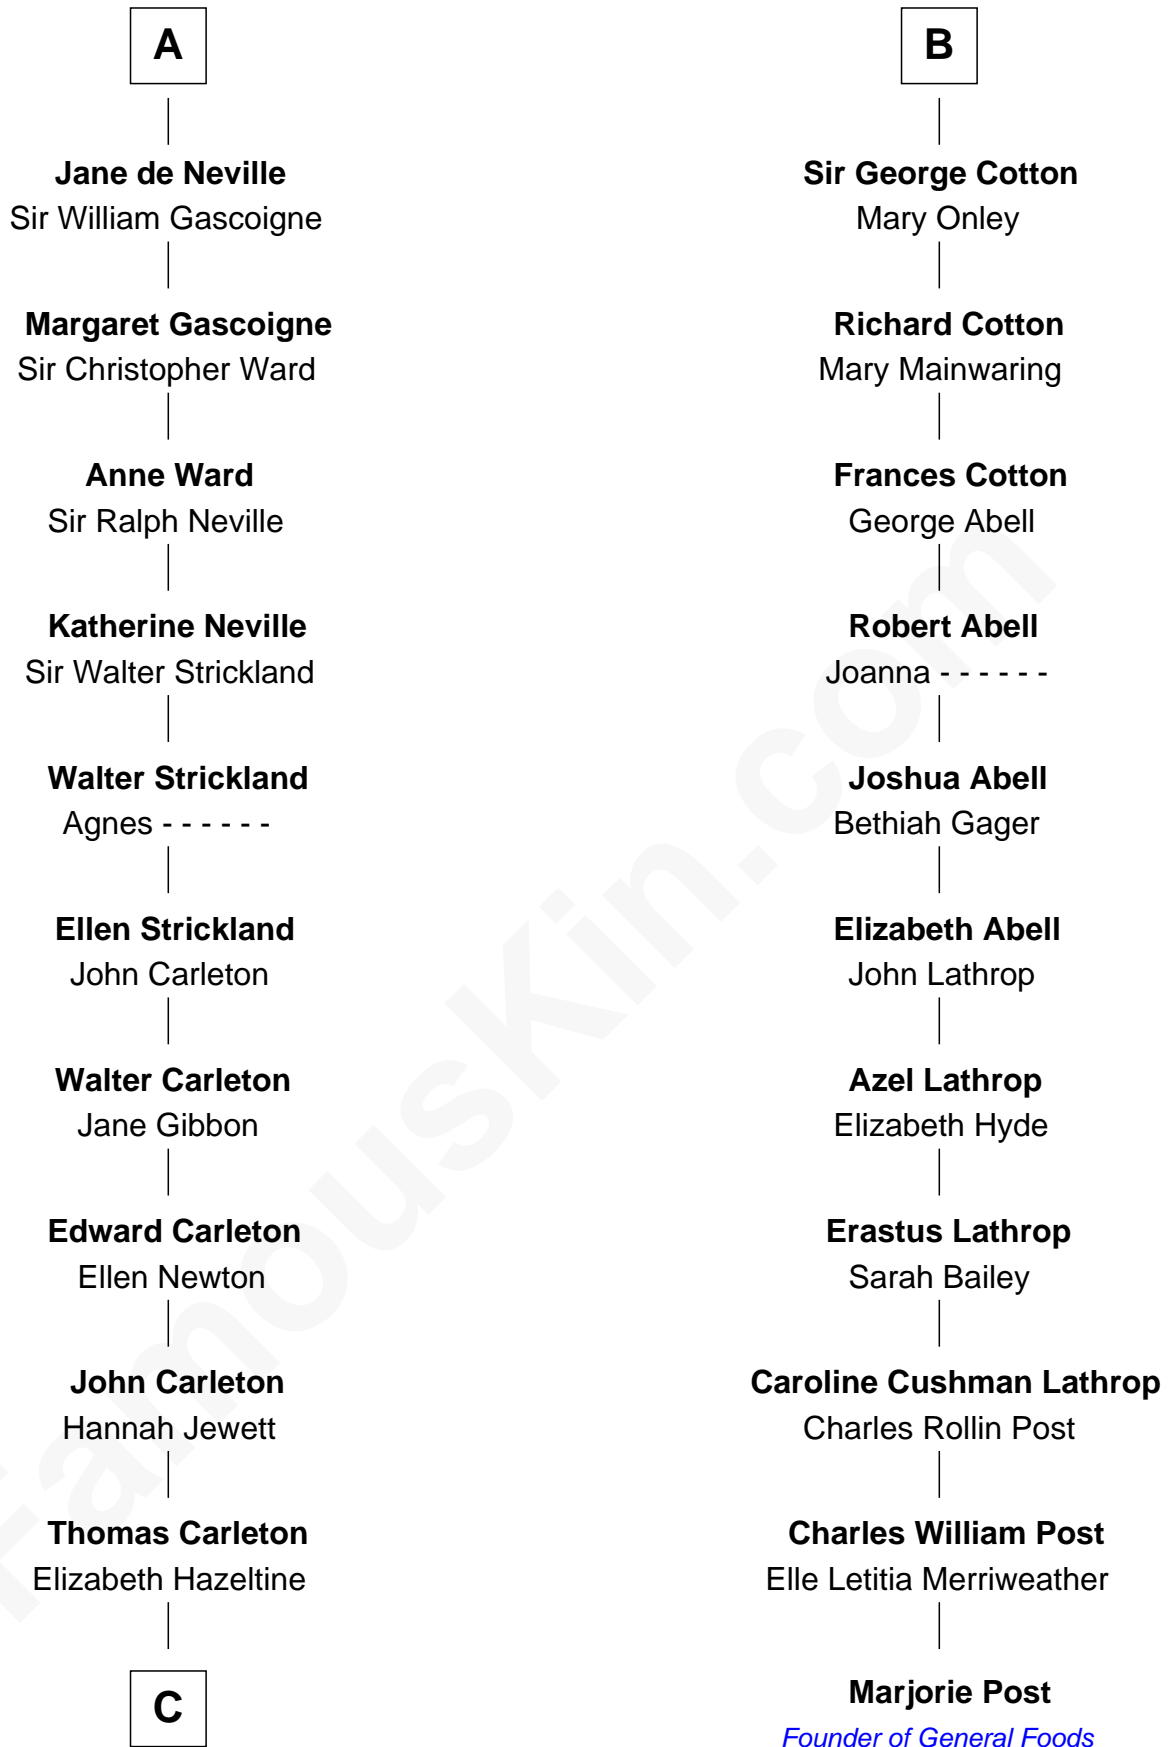 A
Jane de Neville
Sir William Gascoigne
Margaret Gascoigne
Sir Christopher Ward
Anne Ward
Sir Ralph Neville
Katherine Neville
Sir Walter Strickland
Walter Strickland
Agnes - - - - - -
Ellen Strickland
John Carleton
Walter Carleton
Jane Gibbon
Edward Carleton
Ellen Newton
John Carleton
Hannah Jewett
Thomas Carleton
Elizabeth Hazeltine
C
B
Sir George Cotton
Mary Onley
Richard Cotton
Mary Mainwaring
Frances Cotton
George Abell
Robert Abell
Joanna - - - - - -
Joshua Abell
Bethiah Gager
Elizabeth Abell
John Lathrop
Azel Lathrop
Elizabeth Hyde
Erastus Lathrop
Sarah Bailey
Caroline Cushman Lathrop
Charles Rollin Post
Charles William Post
Elle Letitia Merriweather
Marjorie Post
Founder of General Foods
FamousKin.com